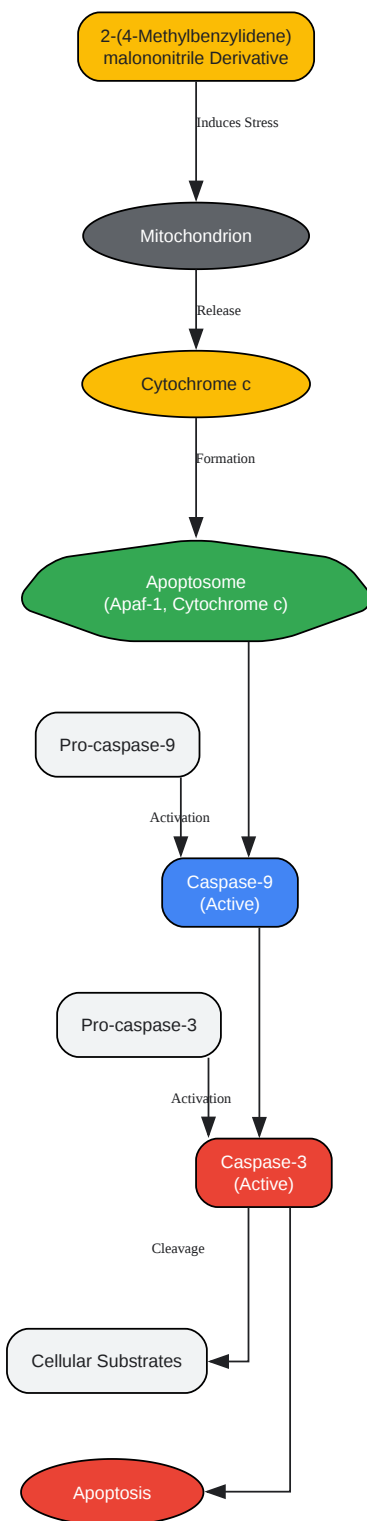 2-(4-Methylbenzylidene)
malononitrile Derivative
Induces Stress
Mitochondrion
Release
Cytochrome c
Formation
Apoptosome
(Apaf-1, Cytochrome c)
Pro-caspase-9
Activation
Caspase-9
(Active)
Pro-caspase-3
Activation
Caspase-3
(Active)
Cleavage
Cellular Substrates
Apoptosis